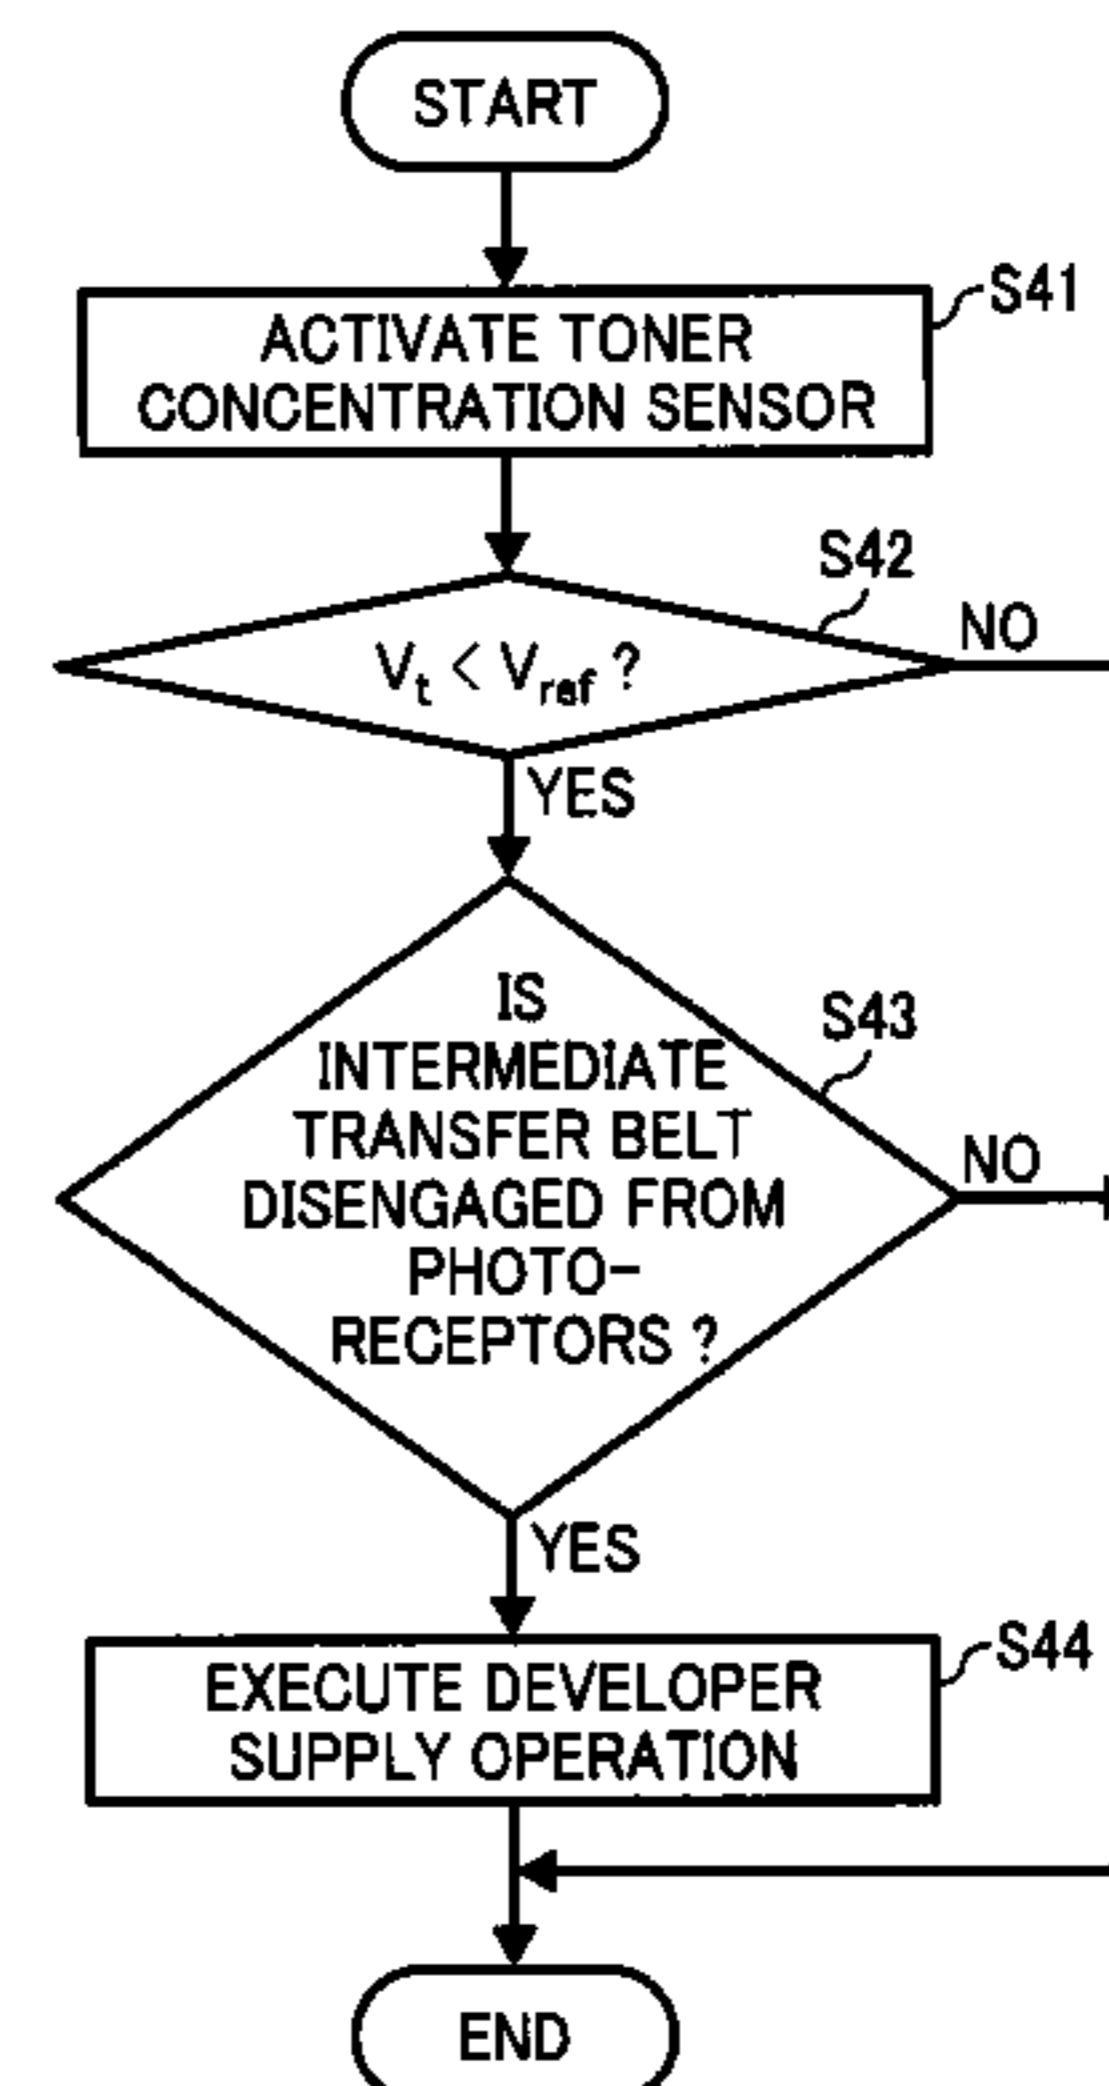 START
S41
ACTIVATE TONER
CONCENTRATION SENSOR
S42
NO
Vt < Vref ?
YES
S43
IS
INTERMEDIATE
TRANSFER BELT
DISENGAGED FROM
PHOTO-
RECEPTORS ?
NO
YES
S44
EXECUTE DEVELOPER
SUPPLY OPERATION
END